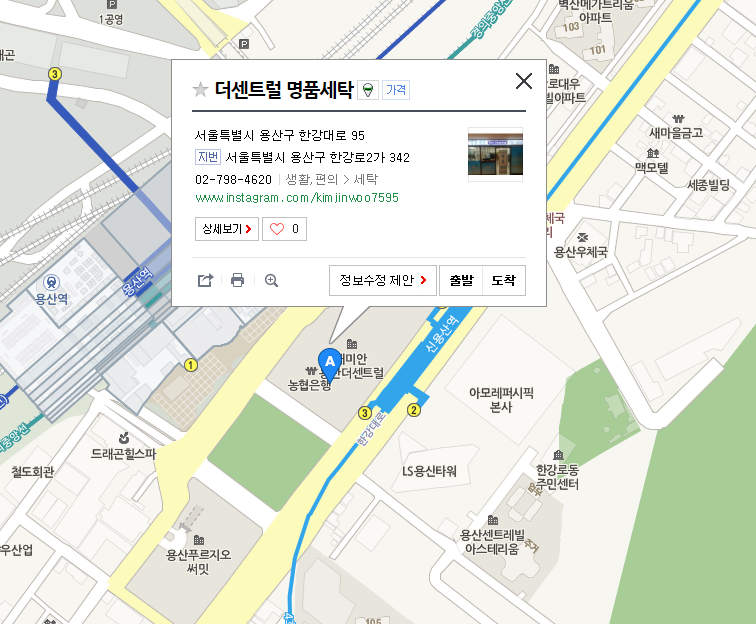 P
1공영
P
래곤
3
경의중앙선
벽산메가트리움
아파트
103
101
더센트럴 명품세탁
가격
서울특별시 용산구 한강대로 95
지번 서울특별시 용산구 한강로2가 342
02-798-4620 생활,편의 > 세탁
www.instagram.com/kimjinwoo7595
상세보기 >
0
정보수정 제안 >
출발 도착
로대우
빌아파트
새마을금고
맥모텔
세종빌딩
체국
리
용산우체국
용산역
용산역
1
신용산역
A
래미안
용산더센트럴
농협은행
3
2
한강대로
아모레퍼시픽
본사
의중앙선
드래곤힐스파
철도회관
LS용산타워
한강로동
주민센터
용산푸르지오
써밋
용산센트레빌
아스테리움
우산업
105